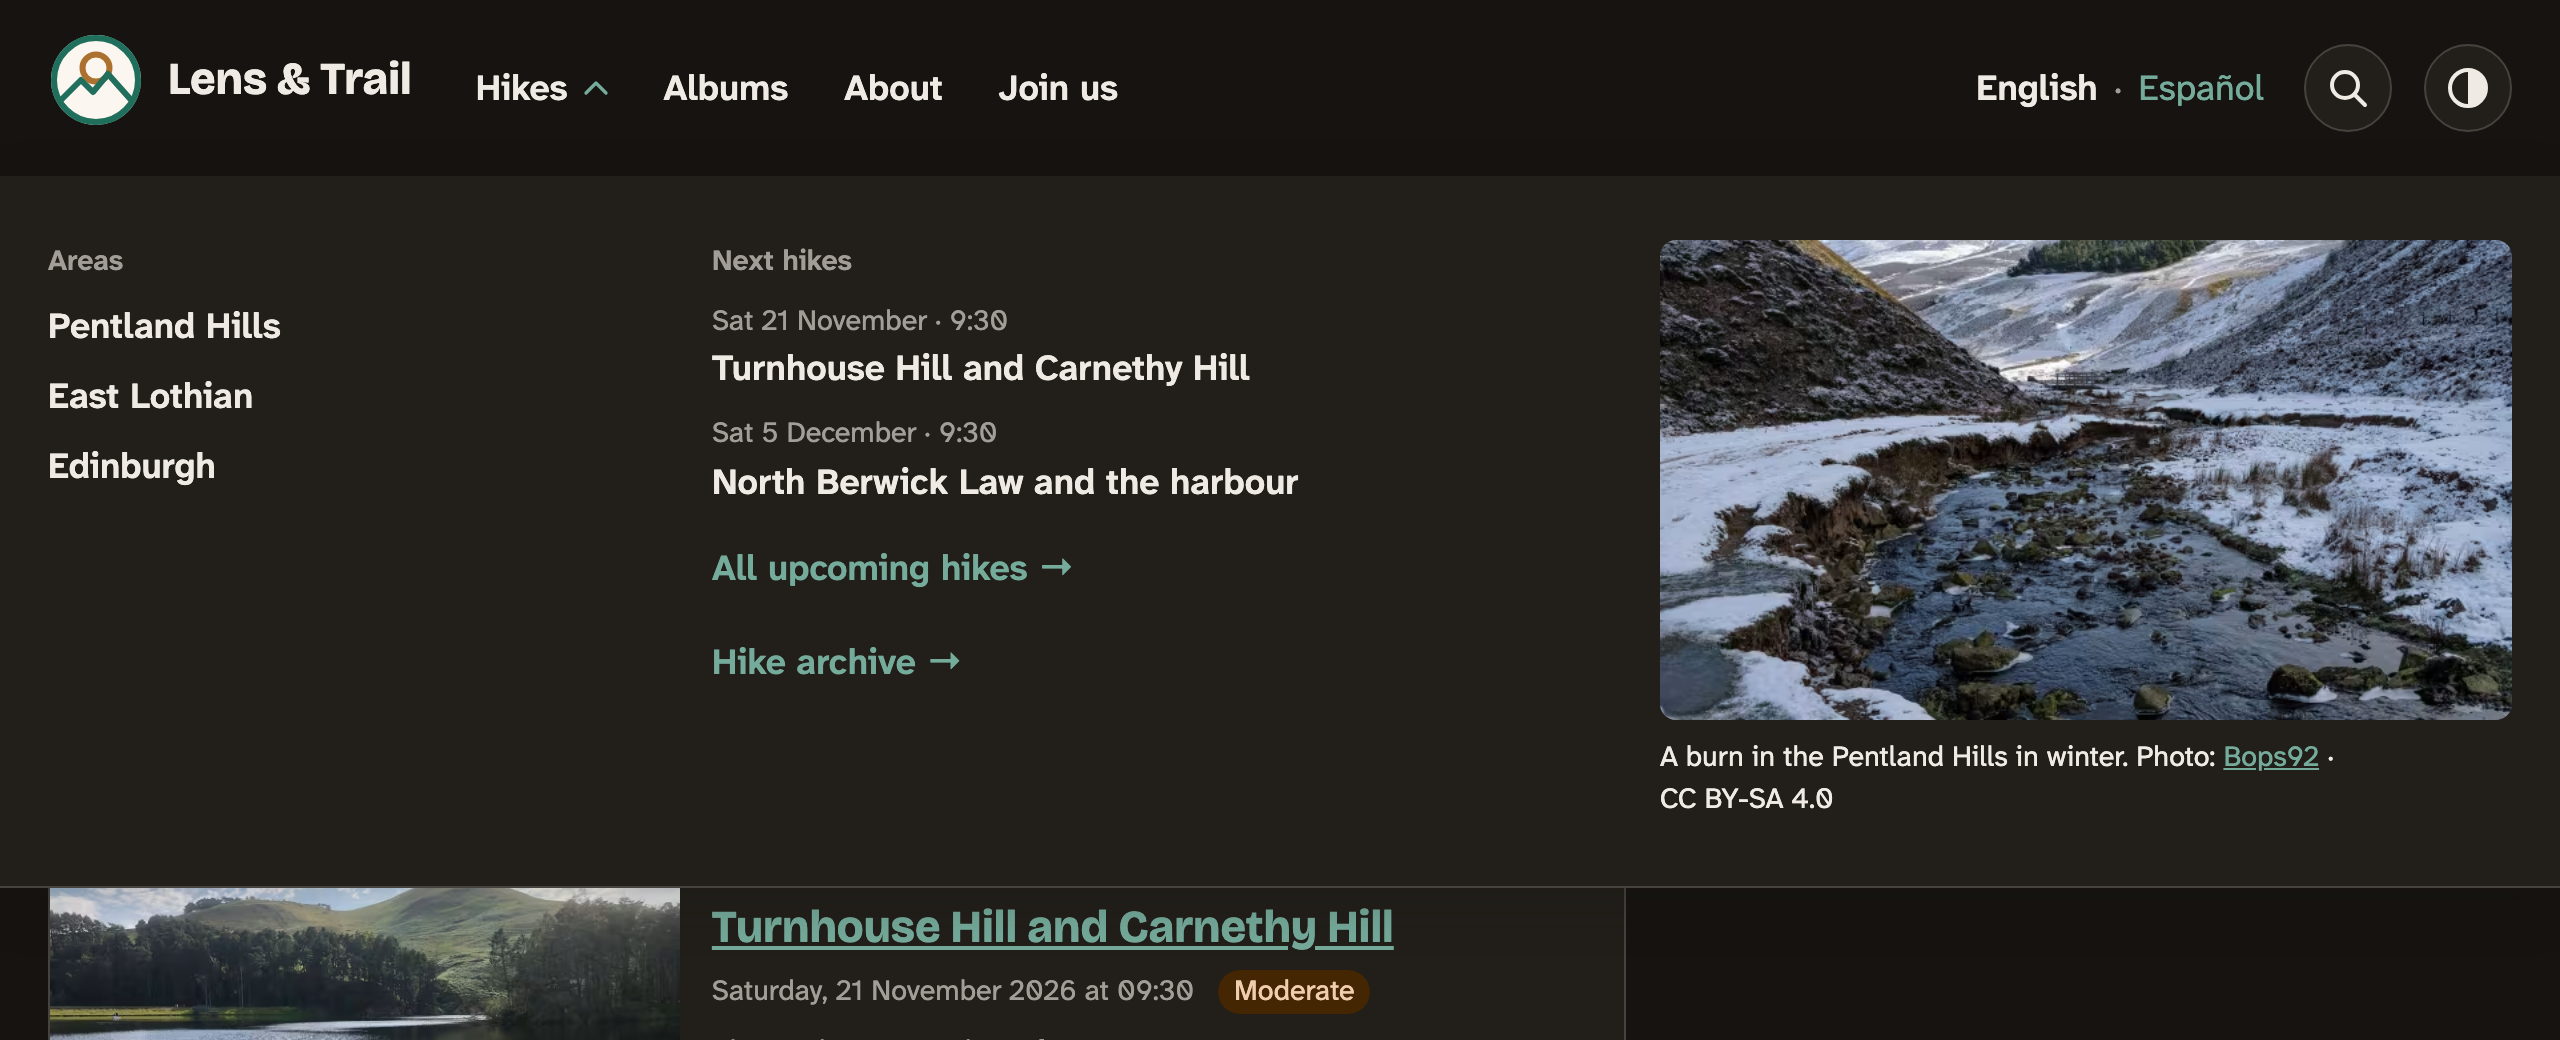 Lens & Trail
Hikes
Albums
About
Join us
English · Español
Areas
Pentland Hills
East Lothian
Edinburgh
Next hikes
Sat 21 November · 9:30
Turnhouse Hill and Carnethy Hill
Sat 5 December · 9:30
North Berwick Law and the harbour
All upcoming hikes →
Hike archive →
A burn in the Pentland Hills in winter. Photo: Bops92 ·
CC BY-SA 4.0
Turnhouse Hill and Carnethy Hill
Saturday, 21 November 2026 at 09:30
Moderate